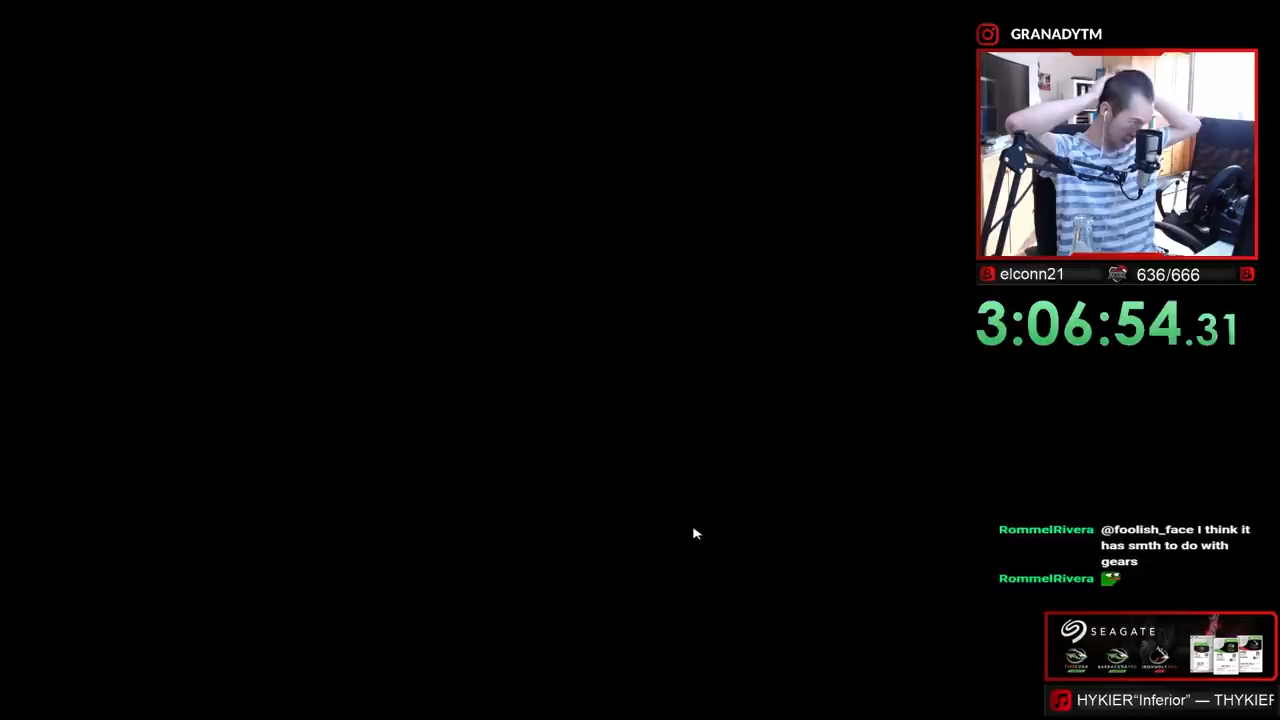 GRANADYTM
elconn21
636/666
3:06:54.31
RommelRivera @foolish_face I think it
has smth to do with
gears
RommelRivera
SEAGATE
HYKIER“Inferior” — THYKIER